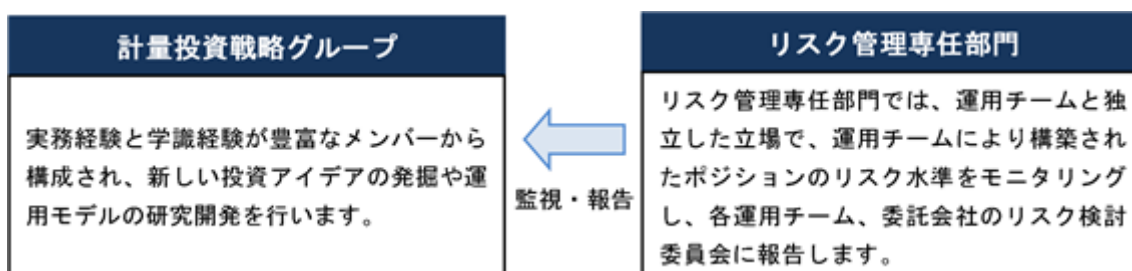 計量投資戦略グループ
実務経験と学識経験が豊富なメンバーから
構成され、新しい投資アイデアの発掘や運
用モデルの研究開発を行います。
監視・報告
リスク管理専任部門
リスク管理専任部門では、運用チームと独
立した立場で、運用チームにより構築され
たポジションのリスク水準をモニタリング
し、各運用チーム、委託会社のリスク検討
委員会に報告します。